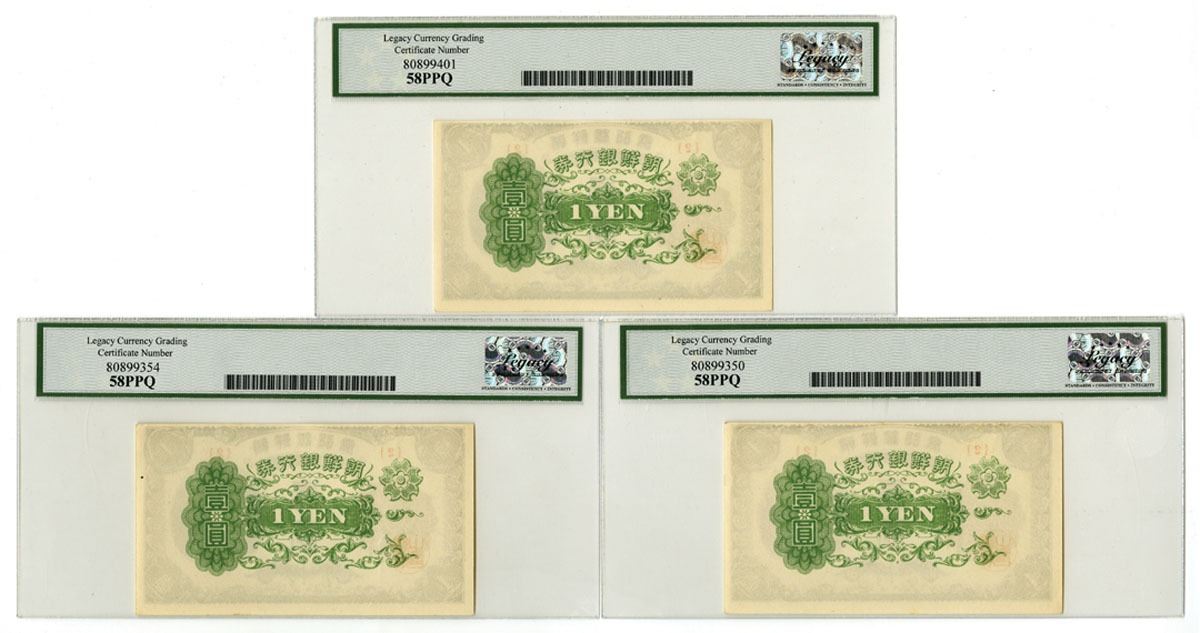 Legacy Currency Grading
Certificate Number
80899401
58PPQ
Legacy
STANDARDS • CONSISTENCY • INTEGRITY
朝鮮銀行券
壹圓
1 YEN
Legacy Currency Grading
Certificate Number
80899354
58PPQ
Legacy
STANDARDS • CONSISTENCY • INTEGRITY
朝鮮銀行券
壹圓
1 YEN
Legacy Currency Grading
Certificate Number
80899350
58PPQ
Legacy
STANDARDS • CONSISTENCY • INTEGRITY
朝鮮銀行券
壹圓
1 YEN